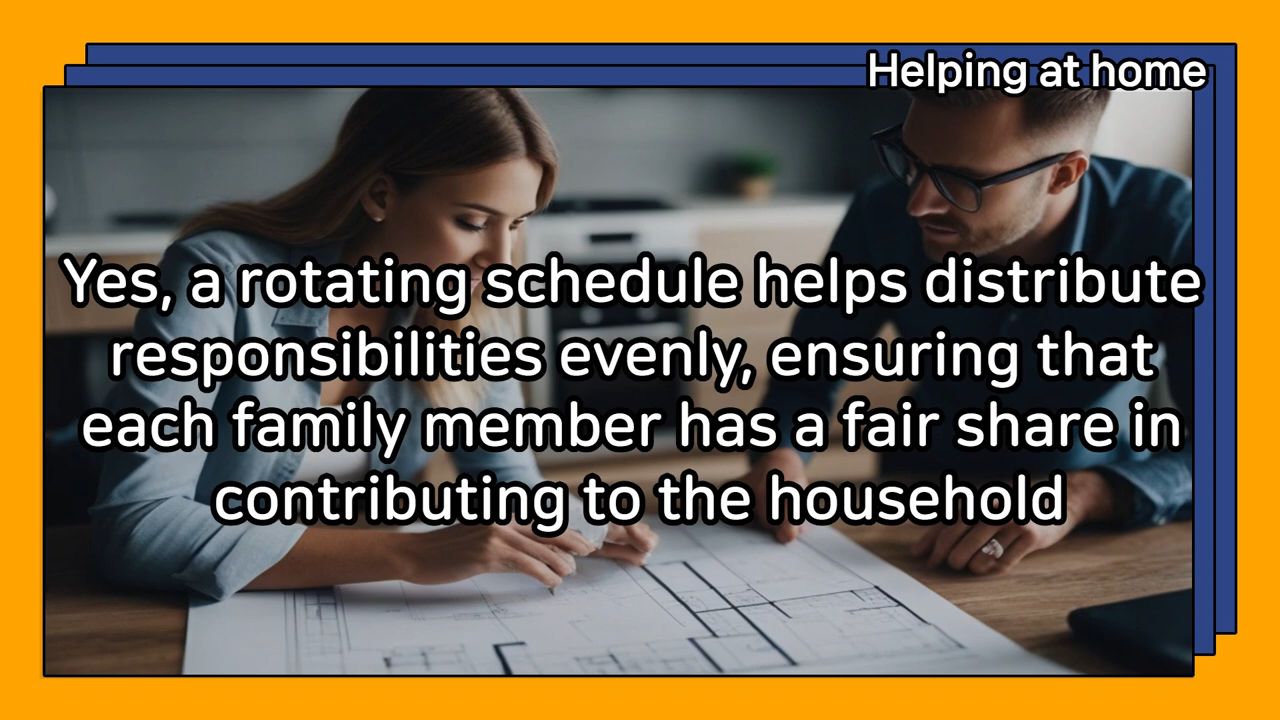 Helping at home
Yes, a rotating schedule helps distribute
responsibilities evenly, ensuring that
each family member has a fair share in
contributing to the household